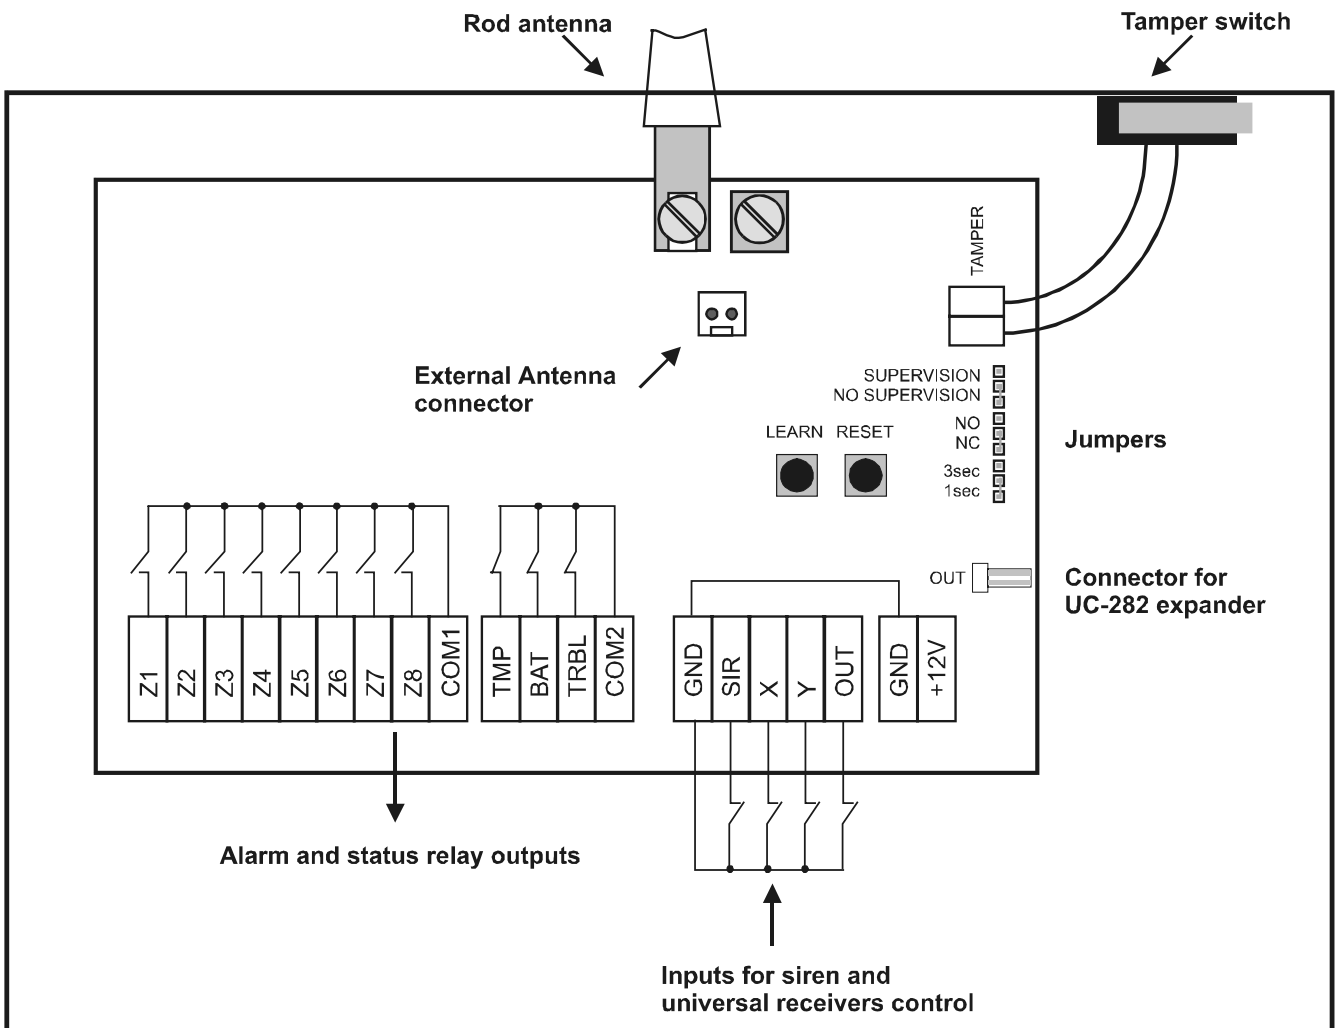 Rod antenna
Tamper switch
TAMPER
External Antenna
connector
SUPERVISION
NO SUPERVISION
LEARN RESET
NO
NC
Jumpers
3sec
1sec
OUT
Connector for
UC-282 expander
Z1 Z2 Z3 Z4 Z5 Z6 Z7 Z8 COM1
TMP BAT TRBL COM2
GND SIR X Y OUT
GND +12V
Alarm and status relay outputs
Inputs for siren and
universal receivers control